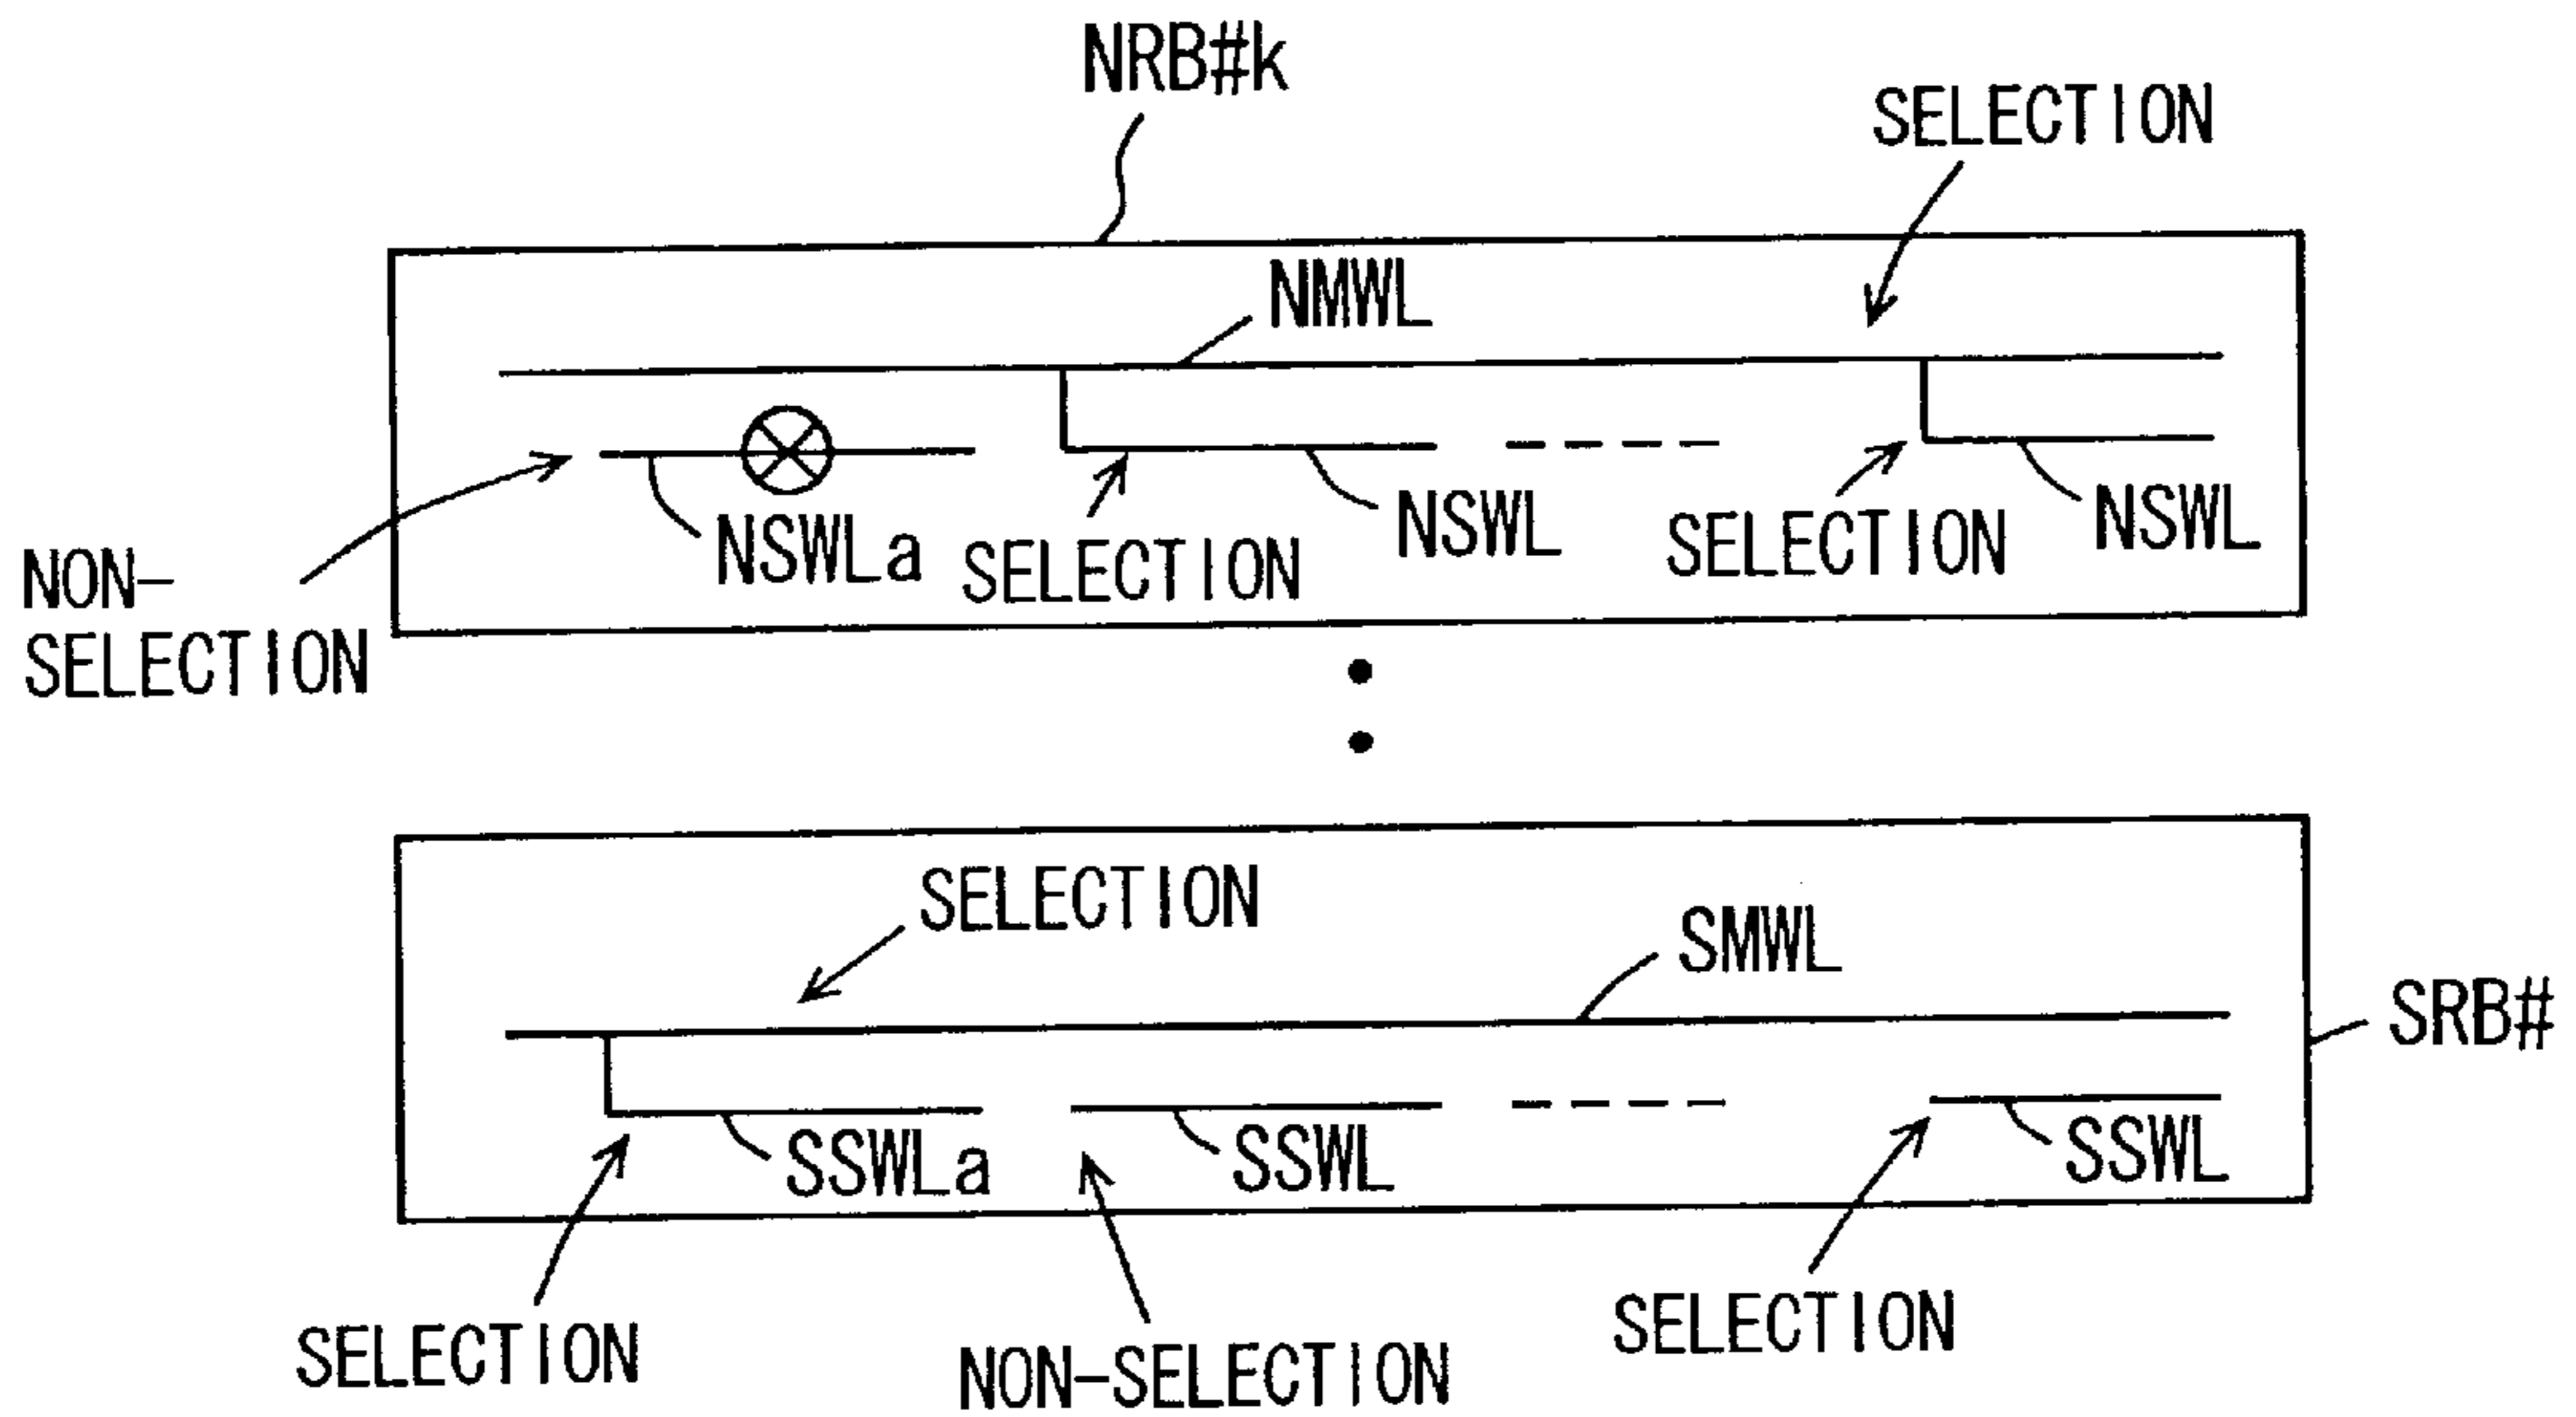 NRB#k
SELECTION
NMWL
NSWLa
SELECTION
NSWL
SELECTION
NSWL
NON-
SELECTION
SELECTION
SMWL
SRB#
SSWLa
SSWL
SSWL
SELECTION
NON-SELECTION
SELECTION